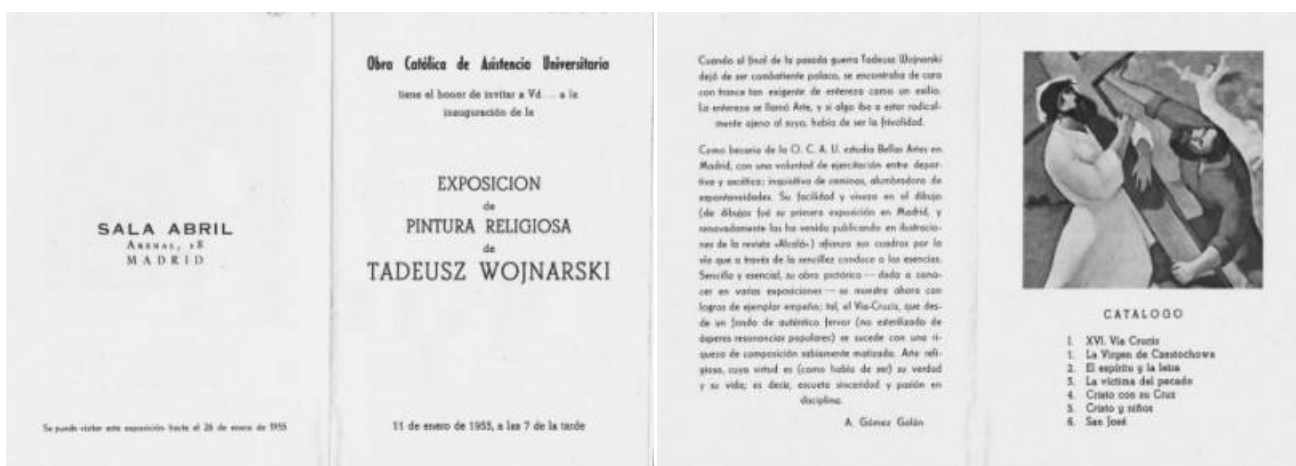 SALA ABRIL
ARENAL, 18
MADRID
Se puede visitar esta exposición hasta el 26 de enero de 1955
Obra Católica de Asistencia Universitaria
tiene el honor de invitar a Vd.... a la
inauguración de la
EXPOSICION
de
PINTURA RELIGIOSA
de
TADEUSZ WOJNARSKI
11 de enero de 1955, a las 7 de la tarde
Cuando al final de la pasada guerra Tadeusz Wojnarski
dejó de ser combatiente polaco, se encontraba de cara
con trance tan exigente de entereza como un exilio.
La entereza se llamó Arte, y si algo iba a estar radical-
mente ajeno al suyo, había de ser la frivolidad.
Como becario de la O. C. A. U. estudia Bellas Artes en
Madrid, con una voluntad de ejercitación entre depor-
tiva y ascética; inquisitiva de caminos, alumbradora de
espontaneidades. Su facilidad y viveza en el dibujo
(de dibujos fué su primera exposición en Madrid, y
renovadamente los ha venido publicando en ilustracio-
nes de la revista «Alcalá») afianza sus cuadros por la
vía que a través de la sencillez conduce a las esencias.
Sencilla y esencial, su obra pictórica — dada a cono-
cer en varias exposiciones — se muestra ahora con
logros de ejemplar empeño; tal, el Vía-Crucis, que des-
de un fondo de auténtico fervor (no esterilizado de
ásperas resonancias populares) se sucede con una ri-
queza de composición sabiamente matizada. Arte reli-
gioso, cuya virtud es (como había de ser) su verdad
y su vida; es decir, escueta sinceridad y pasión en
disciplina.
A. Gómez Galán
CATALOGO
I. XVI. Vía Crucis
1. La Virgen de Czestochowa
2. El espíritu y la letra
3. La víctima del pecado
4. Cristo con su Cruz
5. Cristo y niños
6. San José